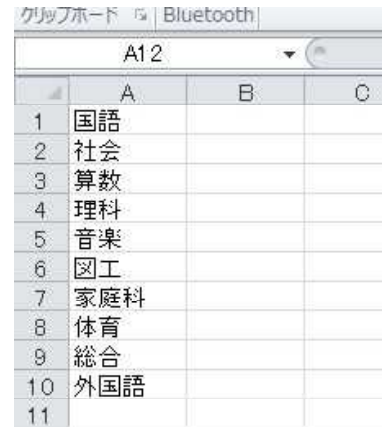 クリップボード Bluetooth
A12
A B C
1 国語
2 社会
3 算数
4 理科
5 音楽
6 図工
7 家庭科
8 体育
9 総合
10 外国語
11